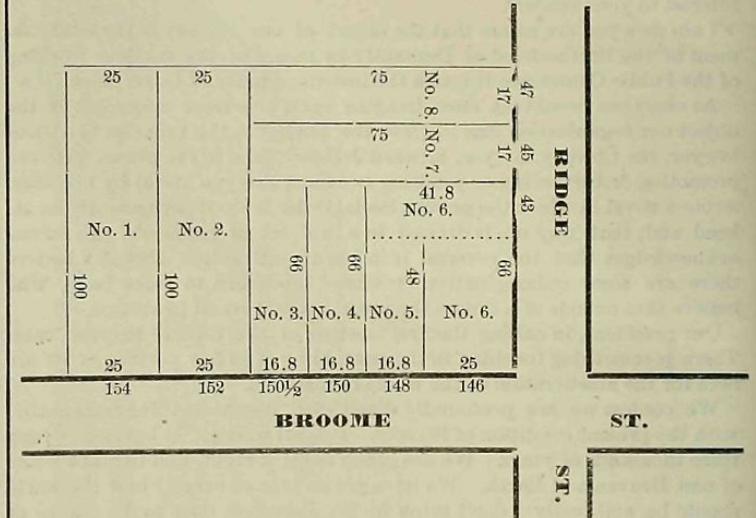 25 25 75 No. 8. 17 47
75 No. 7. 17 45
RIDGE
41.8 43
No. 1. No. 2. No. 6.
100 100 66 66 48 66
No. 3. No. 4. No. 5. No. 6.
25 25 16.8 16.8 16.8 25
154 152 150½ 150 148 146
BROOME ST.
ST.